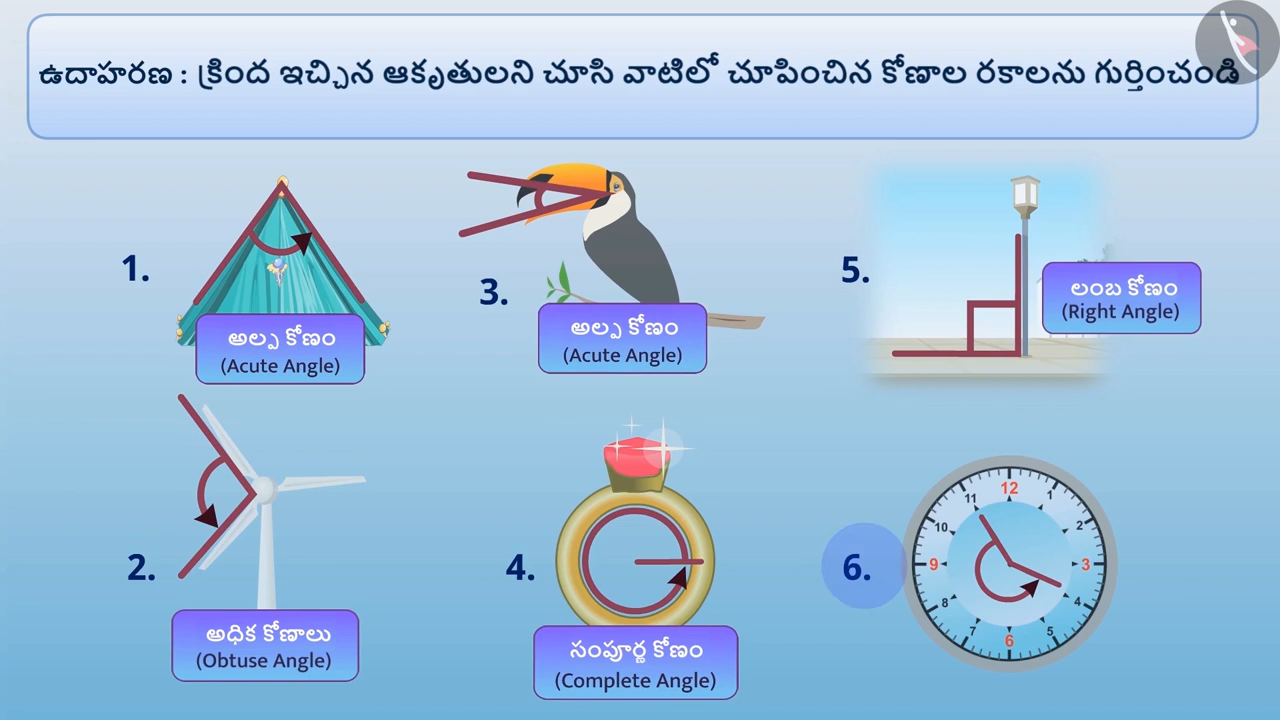 ఉదాహరణ : క్రింద ఇచ్చిన ఆకృతులని చూసి వాటిలో చూపించిన కోణాల రకాలను గుర్తించండి
1.
అల్ప కోణం
(Acute Angle)
3.
అల్ప కోణం
(Acute Angle)
5.
లంబ కోణం
(Right Angle)
2.
అధిక కోణాలు
(Obtuse Angle)
4.
సంపూర్ణ కోణం
(Complete Angle)
6.
12
1
2
3
4
5
6
7
8
9
10
11